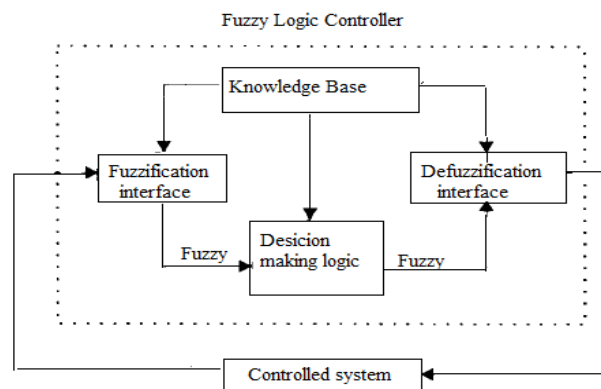 Fuzzy Logic Controller
Knowledge Base
Fuzzification
interface
Defuzzification
interface
Desicion
making logic
Fuzzy
Fuzzy
Controlled system